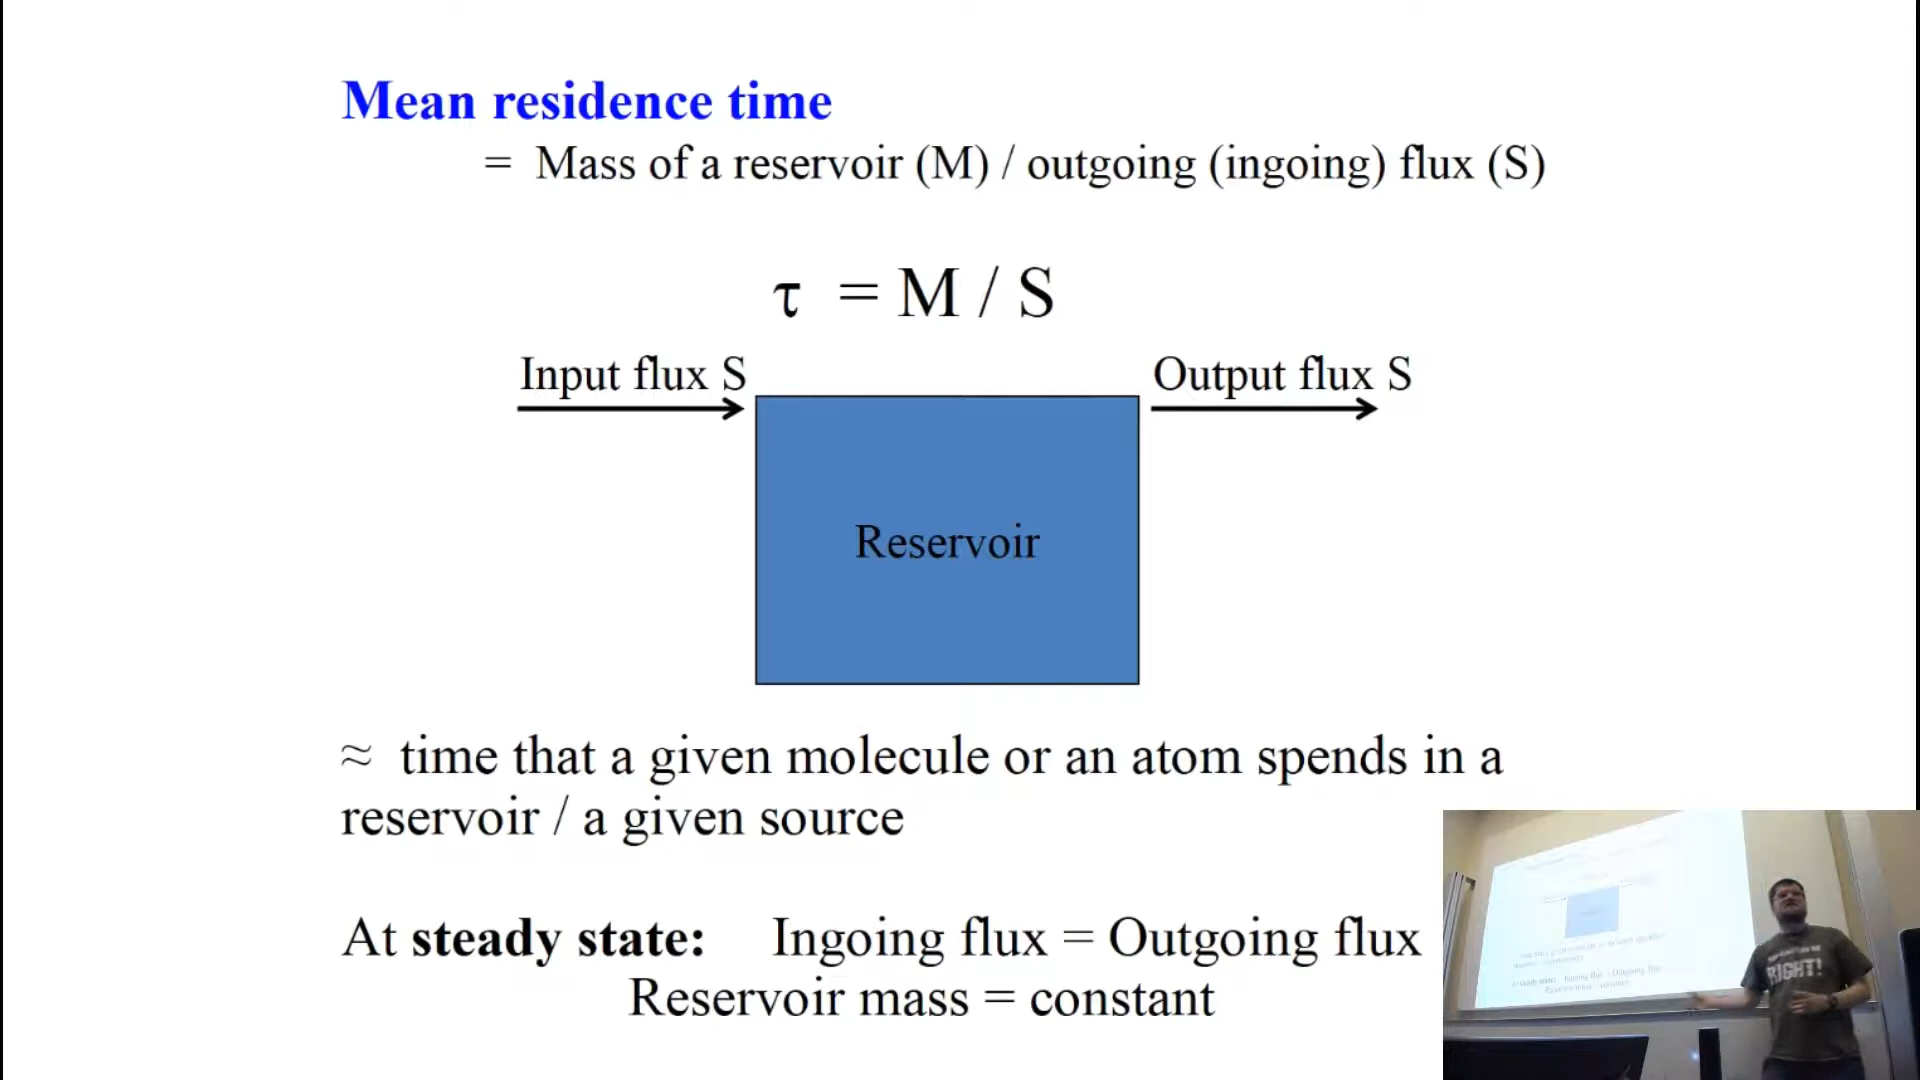 Mean residence time
= Mass of a reservoir (M) / outgoing (ingoing) flux (S)
τ = M / S
Input flux S
Output flux S
Reservoir
≈ time that a given molecule or an atom spends in a
reservoir / a given source
At steady state: Ingoing flux = Outgoing flux
Reservoir mass = constant
RIGHT!